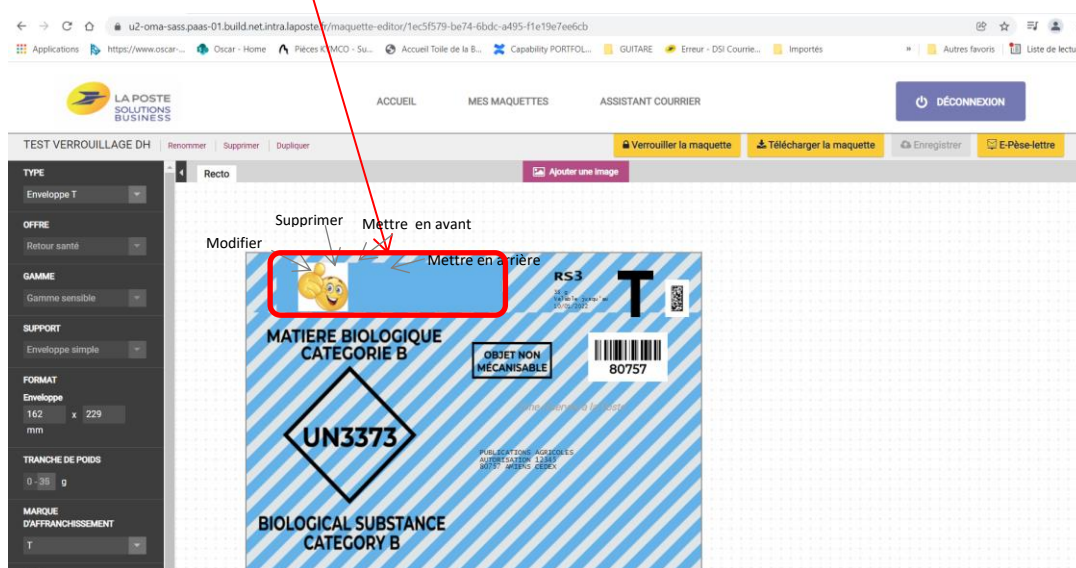 u2-oma-sass.paas-01.build.net.intra.laposte.fr/maquette-editor/1ec5f579-be74-6bdc-a495-f1e19e7ee6cb
Applications https://www.oscar-... Oscar - Home Pièces KIMCO - Su... Accueil Toile de la B... Capability PORTFOL... GUITARE Erreur - DSI Courrie... Importés » Autres favoris Liste de lectu
LA POSTE
SOLUTIONS
BUSINESS
ACCUEIL MES MAQUETTES ASSISTANT COURRIER DÉCONNEXION
TEST VERROUILLAGE DH Renommer Supprimer Dupliquer Verrouiller la maquette Télécharger la maquette Enregistrer E-Pèse-lettre
TYPE
Enveloppe T
OFFRE
Retour santé
GAMME
Gamme sensible
SUPPORT
Enveloppe simple
FORMAT
Enveloppe
162 x 229
mm
TRANCHE DE POIDS
0 - 35 g
MARQUE
D'AFFRANCHISSEMENT
T
Recto Ajouter une image
Supprimer
Mettre en avant
Modifier
Mettre en arrière
RS3
T
MATIERE BIOLOGIQUE
CATEGORIE B
OBJET NON
MÉCANISABLE
80757
UN3373
PUBLICATIONS AGRICOLES
AUTORISATION 12345
80757 AMIENS CEDEX
BIOLOGICAL SUBSTANCE
CATEGORY B